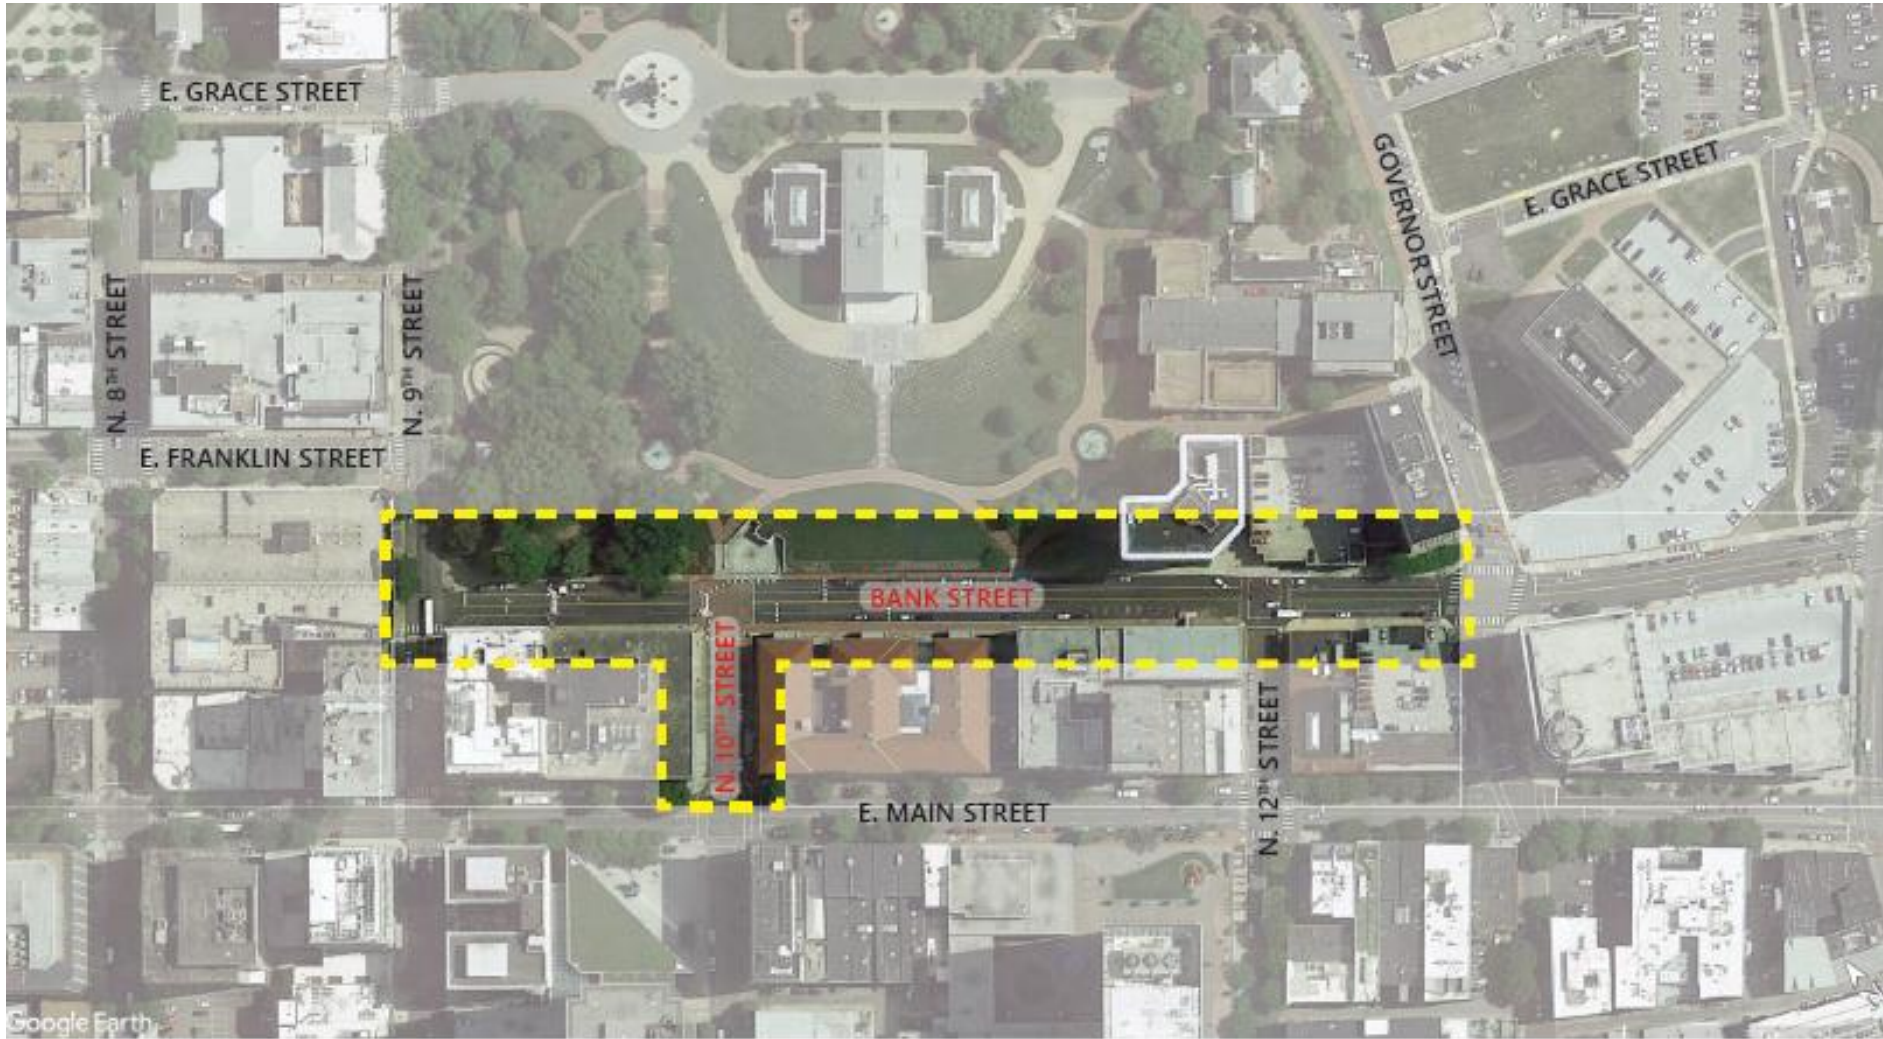 E. GRACE STREET
GOVERNOR STREET
E. GRACE STREET
N. 8TH STREET
N. 9TH STREET
E. FRANKLIN STREET
BANK STREET
N. 10TH STREET
N. 12TH STREET
E. MAIN STREET
Google Earth